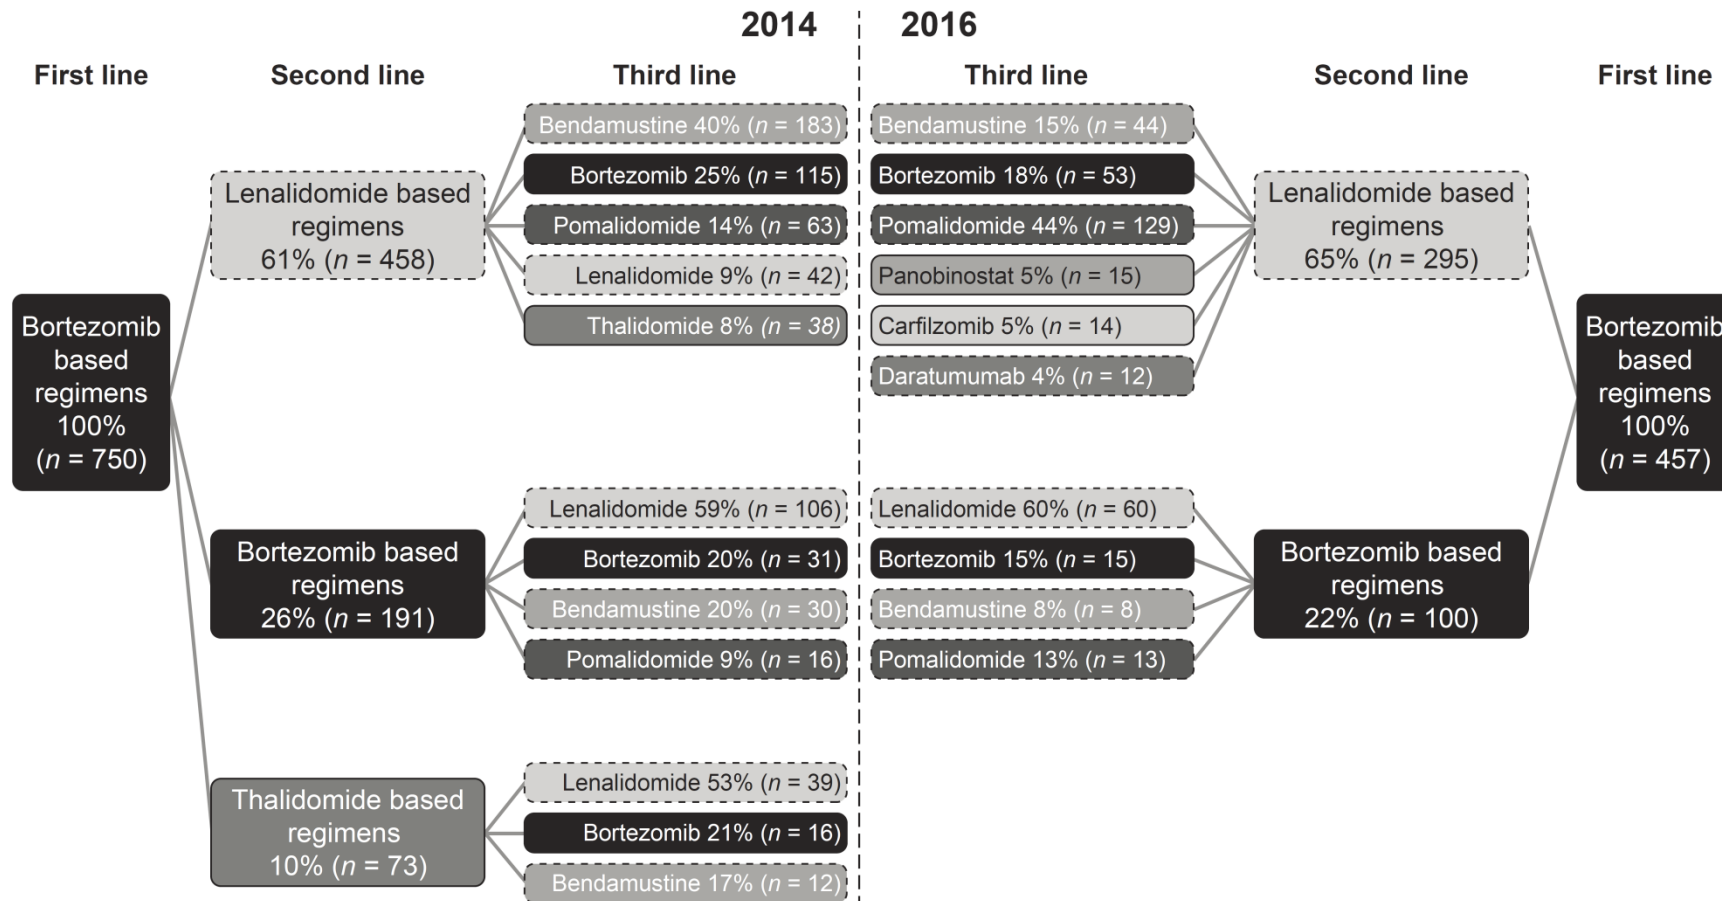 2014
2016
First line
Second line
Third line
Third line
Second line
First line
Bortezomib
based
regimens
100%
(n = 750)
Lenalidomide based
regimens
61% (n = 458)
Bendamustine 40% (n = 183)
Bortezomib 25% (n = 115)
Pomalidomide 14% (n = 63)
Lenalidomide 9% (n = 42)
Thalidomide 8% (n = 38)
Bortezomib based
regimens
26% (n = 191)
Lenalidomide 59% (n = 106)
Bortezomib 20% (n = 31)
Bendamustine 20% (n = 30)
Pomalidomide 9% (n = 16)
Thalidomide based
regimens
10% (n = 73)
Lenalidomide 53% (n = 39)
Bortezomib 21% (n = 16)
Bendamustine 17% (n = 12)
Bendamustine 15% (n = 44)
Bortezomib 18% (n = 53)
Pomalidomide 44% (n = 129)
Panobinostat 5% (n = 15)
Carfilzomib 5% (n = 14)
Daratumumab 4% (n = 12)
Lenalidomide based
regimens
65% (n = 295)
Lenalidomide 60% (n = 60)
Bortezomib 15% (n = 15)
Bendamustine 8% (n = 8)
Pomalidomide 13% (n = 13)
Bortezomib based
regimens
22% (n = 100)
Bortezomib
based
regimens
100%
(n = 457)